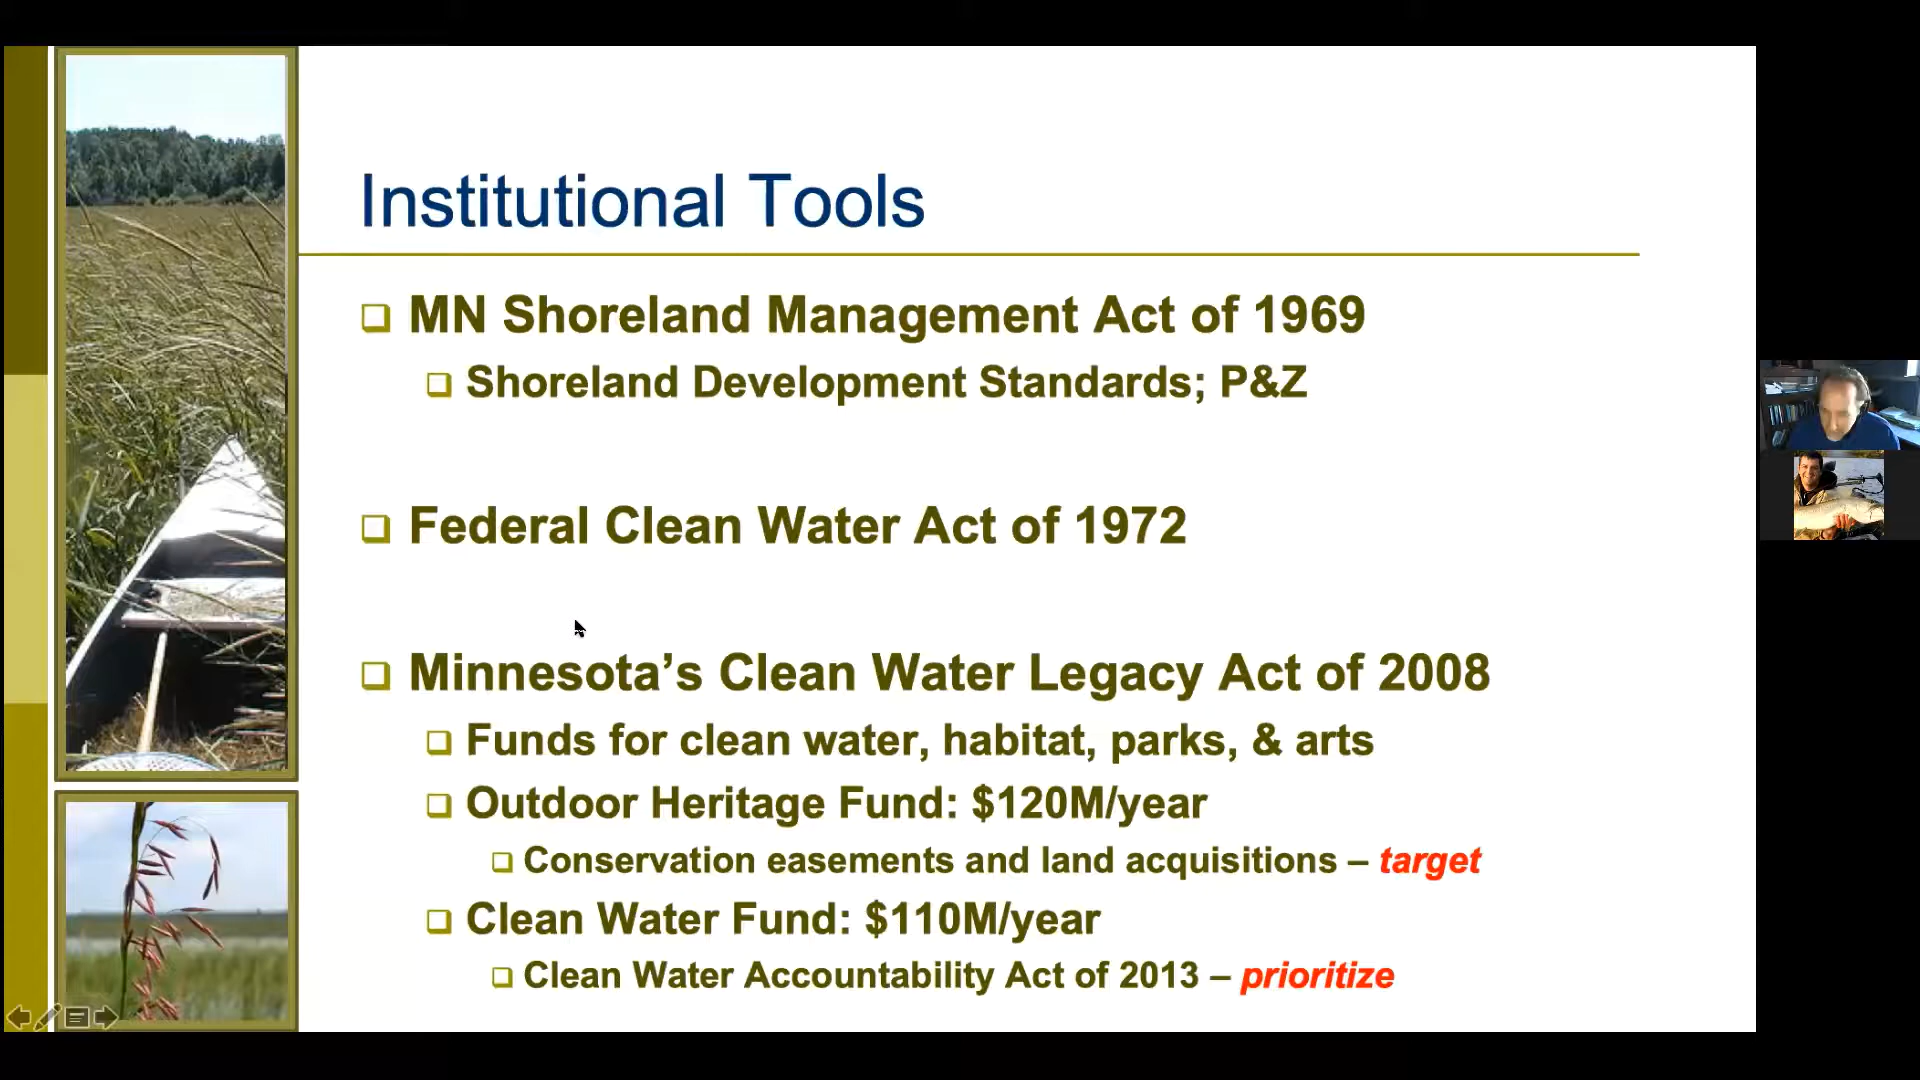 Institutional Tools
MN Shoreland Management Act of 1969
Shoreland Development Standards; P&Z
Federal Clean Water Act of 1972
Minnesota’s Clean Water Legacy Act of 2008
Funds for clean water, habitat, parks, & arts
Outdoor Heritage Fund: $120M/year
Conservation easements and land acquisitions – target
Clean Water Fund: $110M/year
Clean Water Accountability Act of 2013 – prioritize